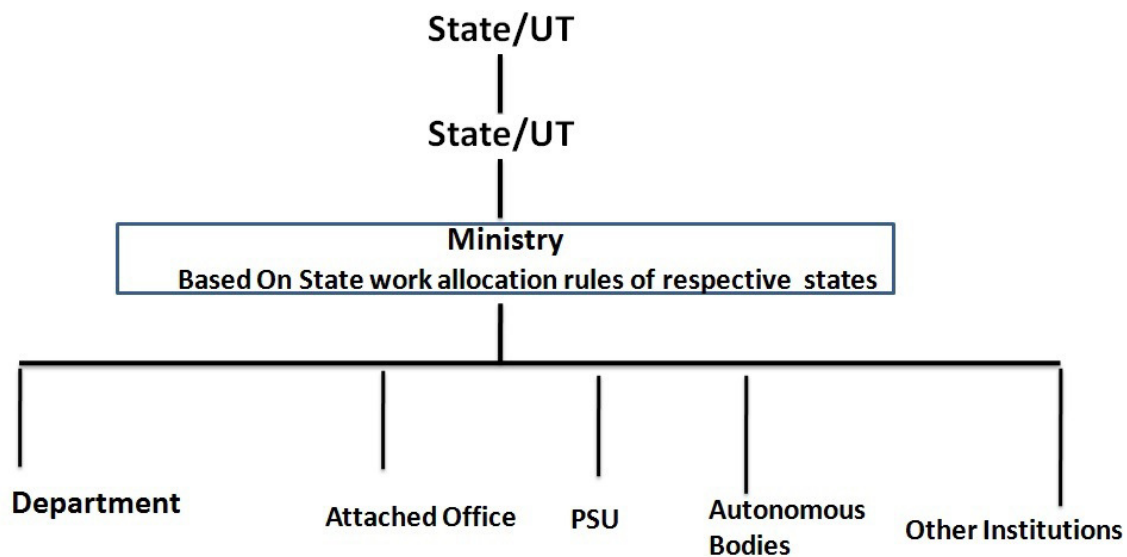 State/UT
State/UT
Ministry
Based On State work allocation rules of respective states
Department
Attached Office
PSU
Autonomous
Bodies
Other Institutions